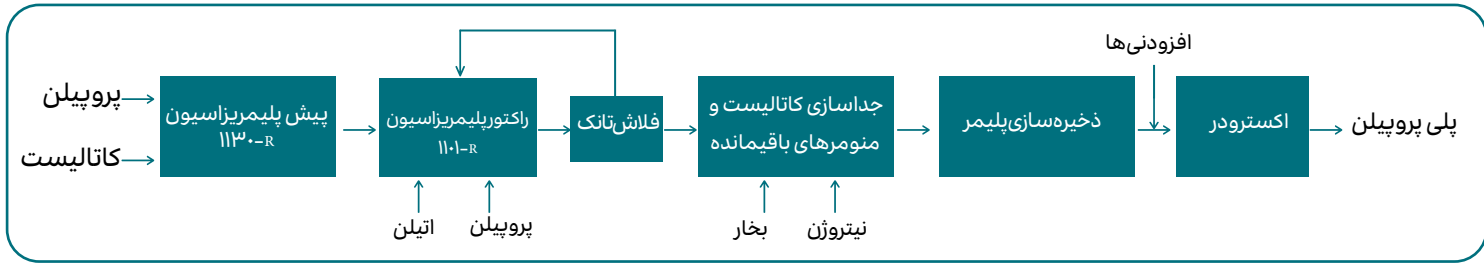 پروپیلن
کاتالیست
پیش پلیمریزاسیون
R-۱۱۳۰
راکتورپلیمریزاسیون
R-۱۱۰۱
اتیلن
پروپیلن
فلاش‌تانک
جداسازی کاتالیست و
منومرهای باقیمانده
بخار
نیتروژن
ذخیره‌سازی‌پلیمر
افزودنی‌ها
اکسترودر
پلی پروپیلن